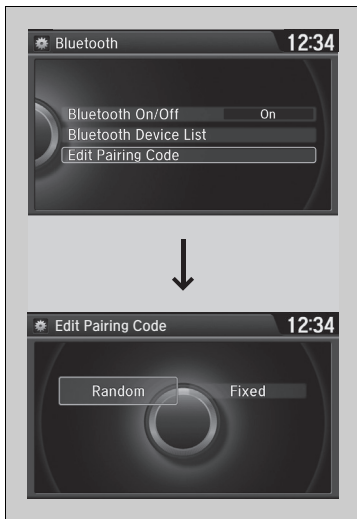 Bluetooth 12:34
Bluetooth On/Off On
Bluetooth Device List
Edit Pairing Code
Edit Pairing Code 12:34
Random Fixed